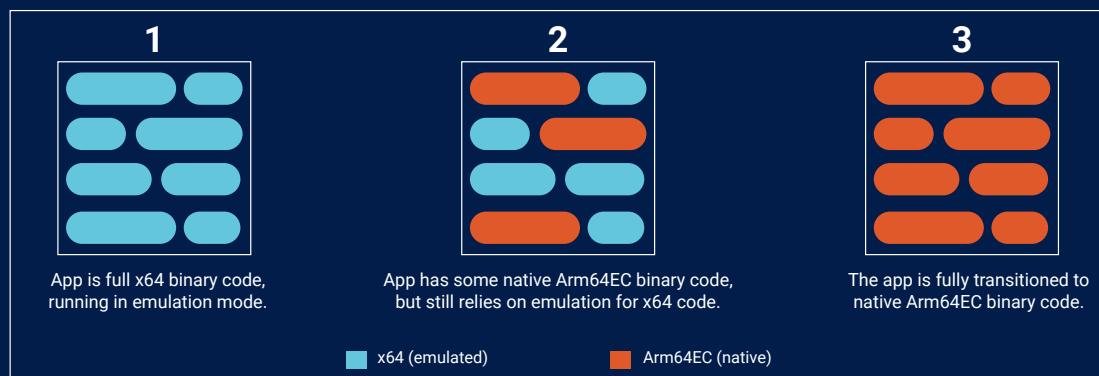 1
2
3
App is full x64 binary code,
running in emulation mode.
App has some native Arm64EC binary code,
but still relies on emulation for x64 code.
The app is fully transitioned to
native Arm64EC binary code.
x64 (emulated)
Arm64EC (native)